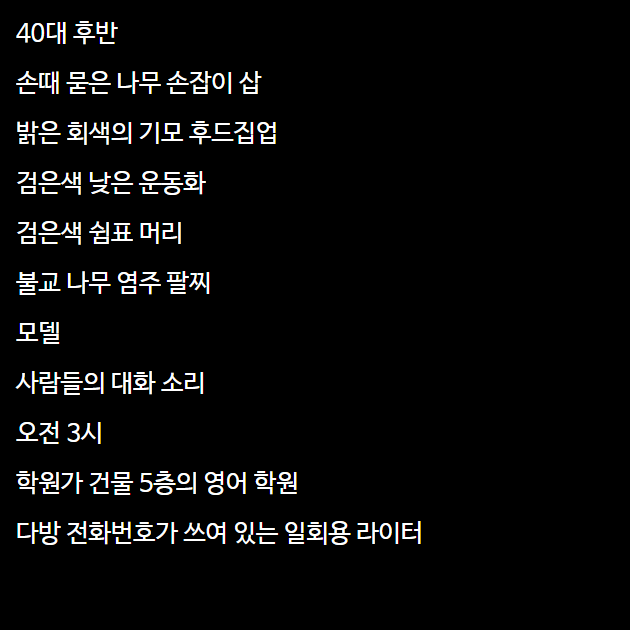 40대 후반
손때 묻은 나무 손잡이 삽
밝은 회색의 기모 후드집업
검은색 낮은 운동화
검은색 쉼표 머리
불교 나무 염주 팔찌
모델
사람들의 대화 소리
오전 3시
학원가 건물 5층의 영어 학원
다방 전화번호가 쓰여 있는 일회용 라이터